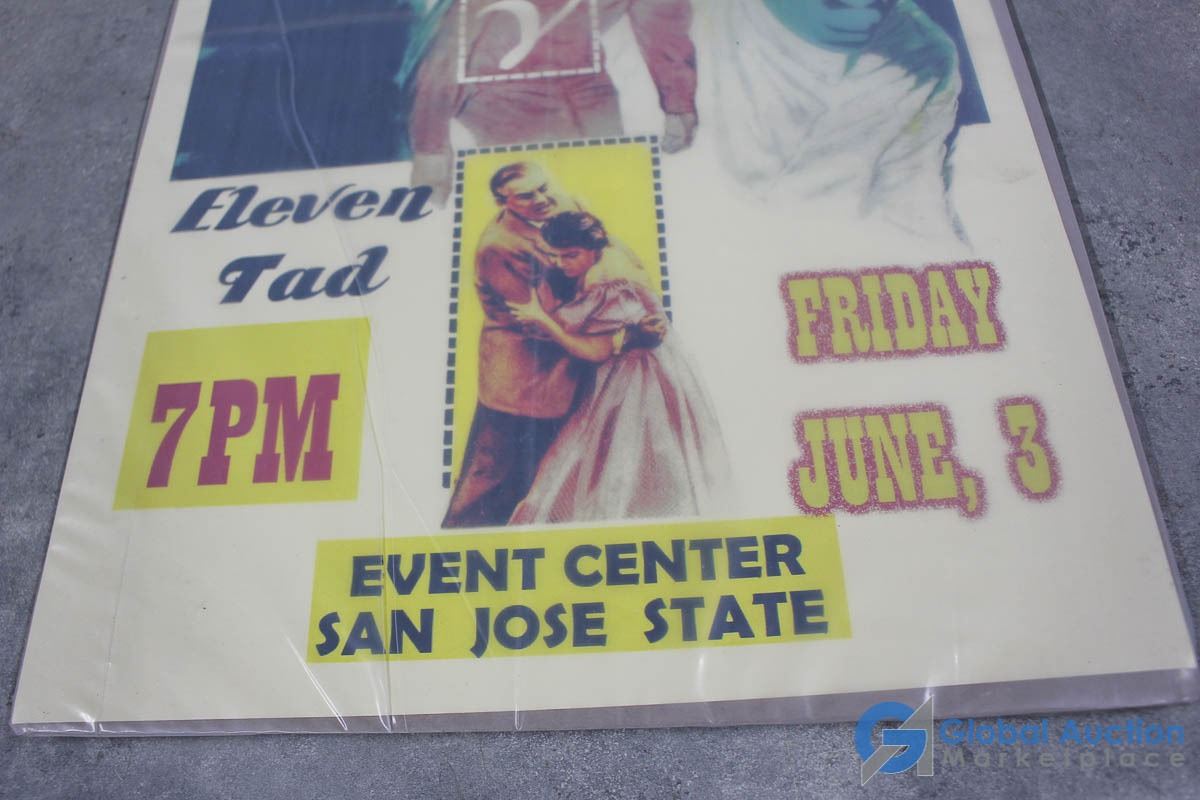 Eleven
Tad
7PM
FRIDAY
JUNE, 3
EVENT CENTER
SAN JOSE STATE
Global Auction
Marketplace